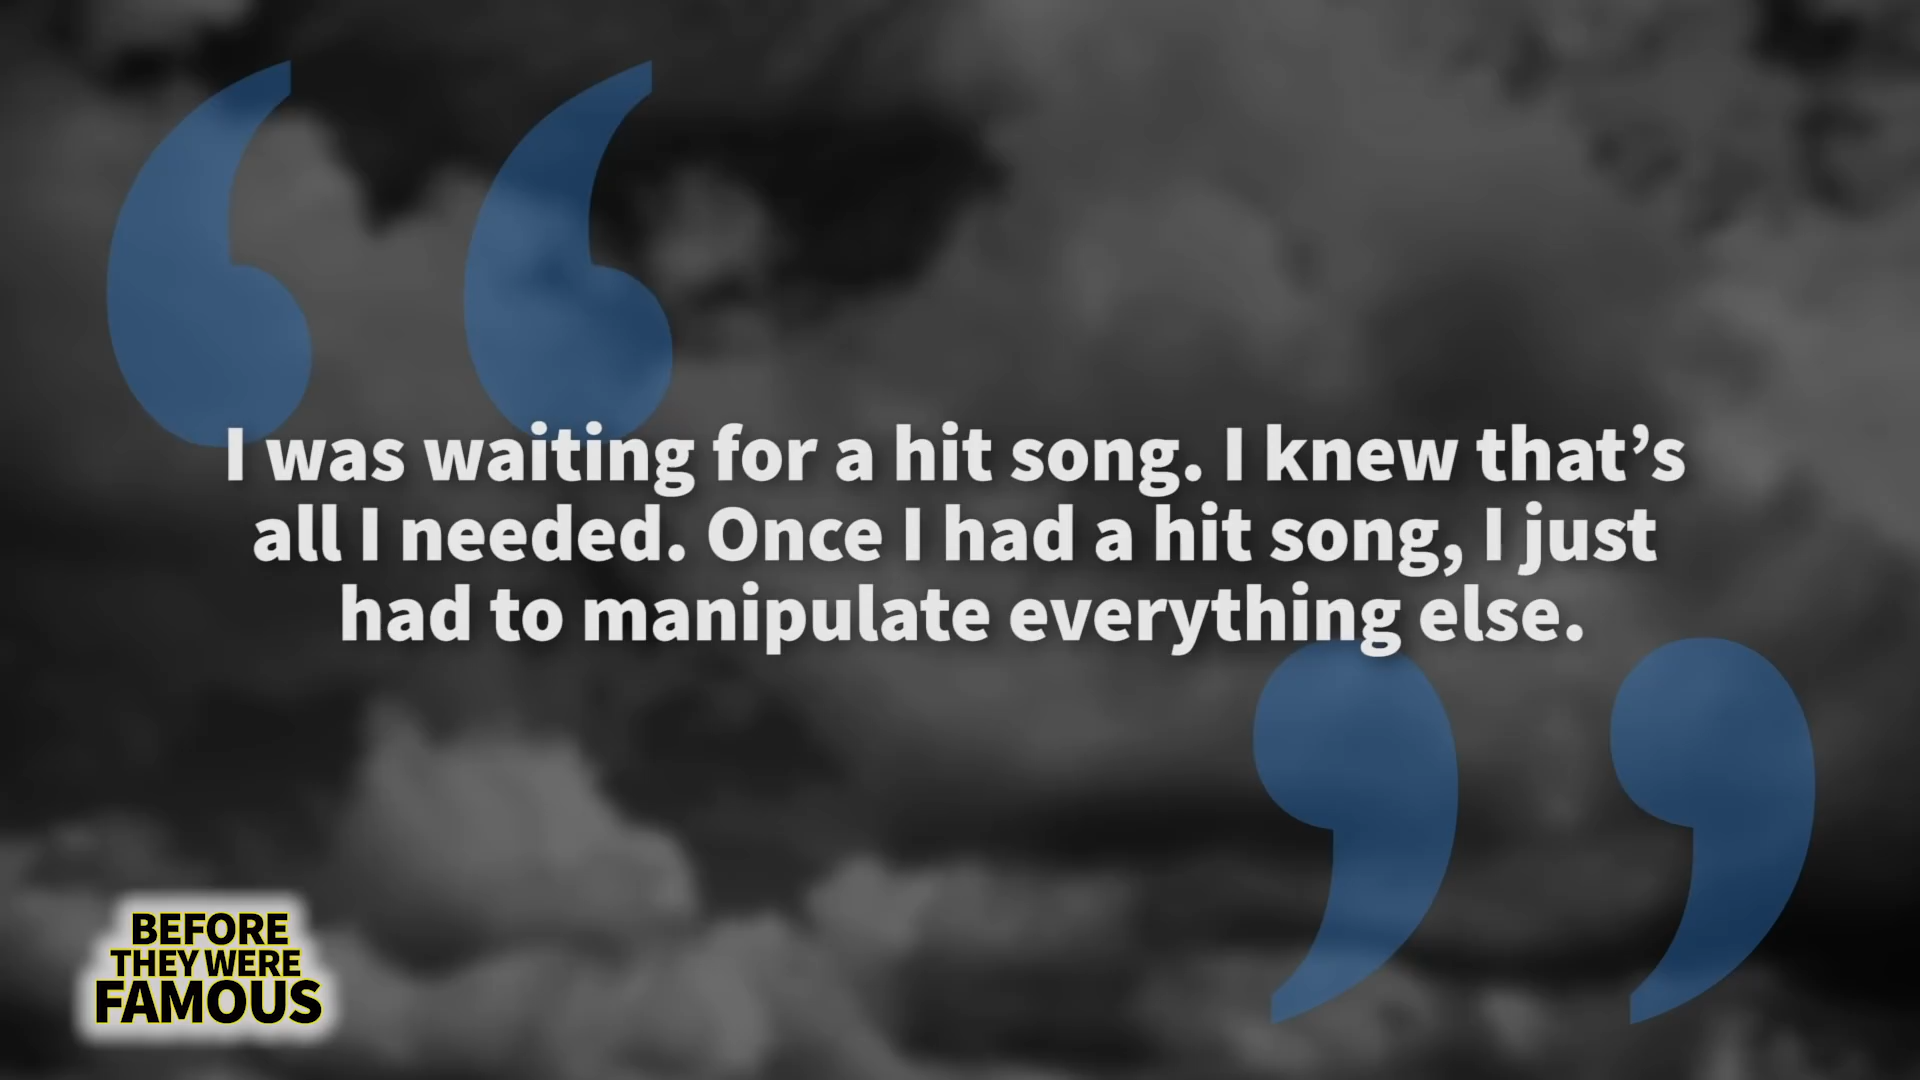 I was waiting for a hit song. I knew that’s
all I needed. Once I had a hit song, I just
had to manipulate everything else.
BEFORE
THEY WERE
FAMOUS